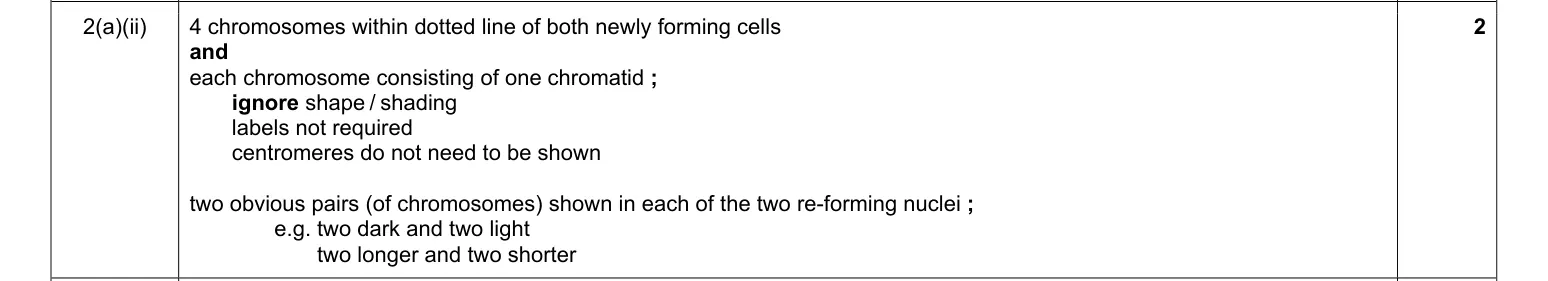 2(a)(ii)
4 chromosomes within dotted line of both newly forming cells
and
each chromosome consisting of one chromatid ;
ignore shape / shading
labels not required
centromeres do not need to be shown
two obvious pairs (of chromosomes) shown in each of the two re-forming nuclei ;
e.g. two dark and two light
two longer and two shorter
2